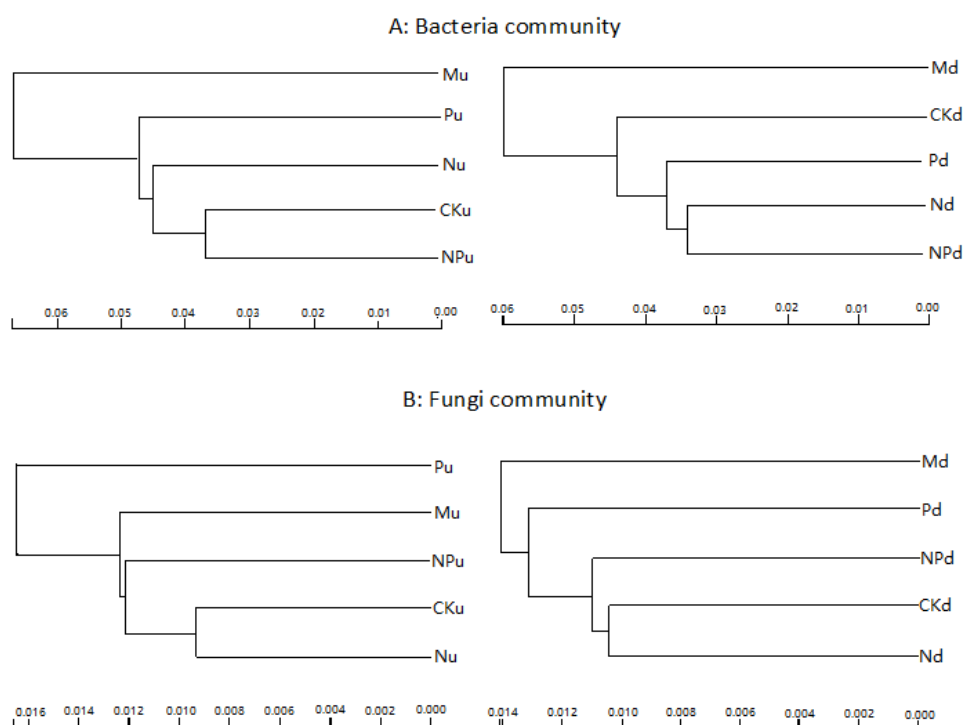 A: Bacteria community
Mu
Pu
Nu
CKu
NPu
0.06 0.05 0.04 0.03 0.02 0.01 0.00
Md
CKd
Pd
Nd
NPd
0.06 0.05 0.04 0.03 0.02 0.01 0.00
B: Fungi community
Pu
Mu
NPu
CKu
Nu
0.016 0.014 0.012 0.010 0.008 0.006 0.004 0.002 0.000
Md
Pd
NPd
CKd
Nd
0.014 0.012 0.010 0.008 0.006 0.004 0.002 0.000